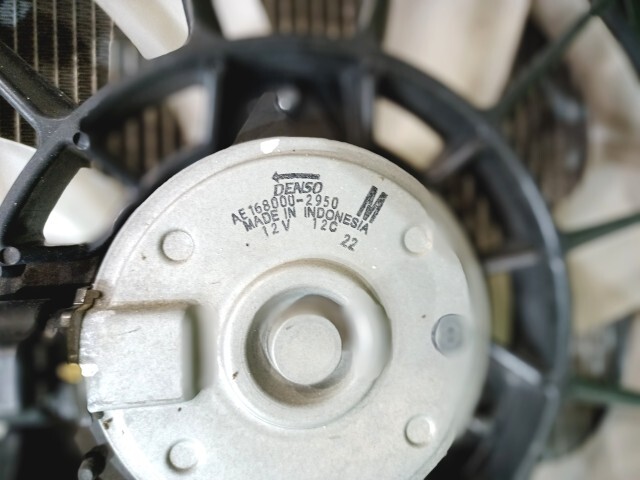 DENSO
M
AE168000-2950
MADE IN INDONESIA
12V 12C
22